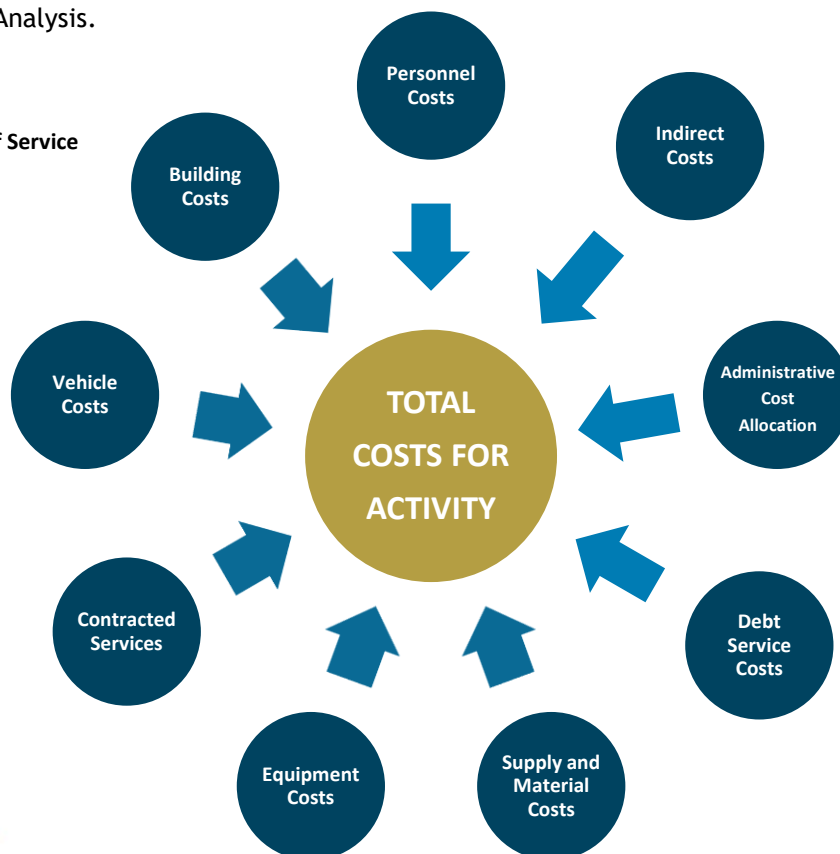 Analysis.
Service
Personnel
Costs
Indirect
Costs
Building
Costs
Vehicle
Costs
Administrative
Cost
Allocation
TOTAL
COSTS FOR
ACTIVITY
Contracted
Services
Debt
Service
Costs
Equipment
Costs
Supply and
Material
Costs